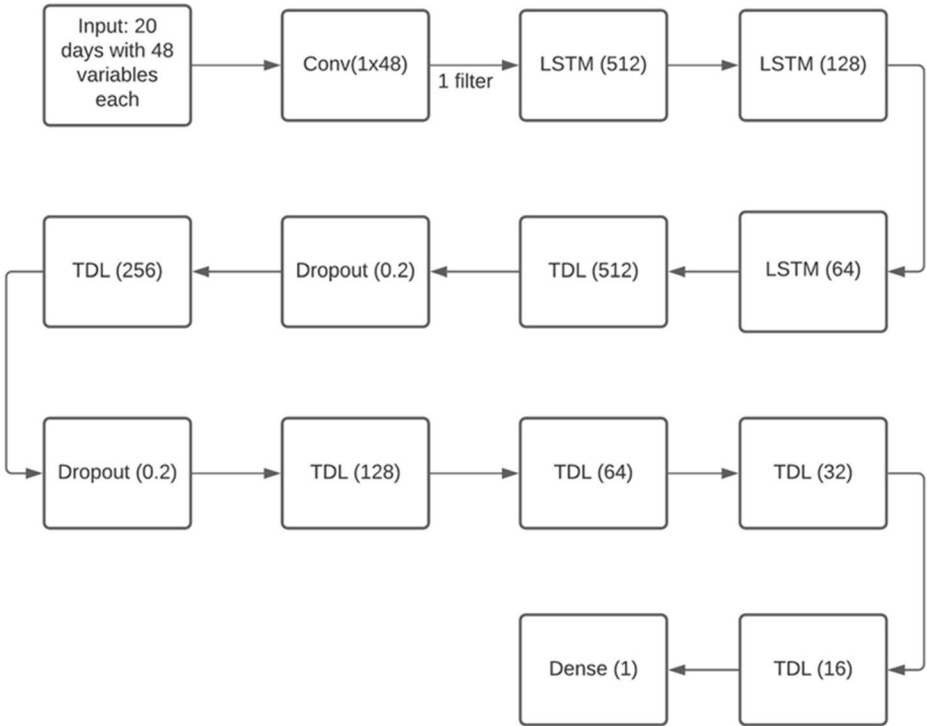 Input: 20
days with 48
variables
each
Conv(1x48)
1 filter
LSTM (512)
LSTM (128)
LSTM (64)
TDL (512)
Dropout (0.2)
TDL (256)
Dropout (0.2)
TDL (128)
TDL (64)
TDL (32)
TDL (16)
Dense (1)